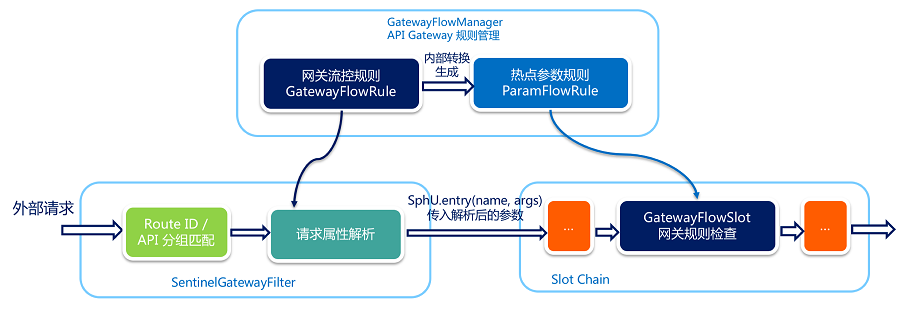 GatewayFlowManager
API Gateway 规则管理
网关流控规则
GatewayFlowRule
内部转换
生成
热点参数规则
ParamFlowRule
外部请求
Route ID /
API 分组匹配
请求属性解析
SentinelGatewayFilter
SphU.entry(name, args)
传入解析后的参数
...
GatewayFlowSlot
网关规则检查
...
Slot Chain